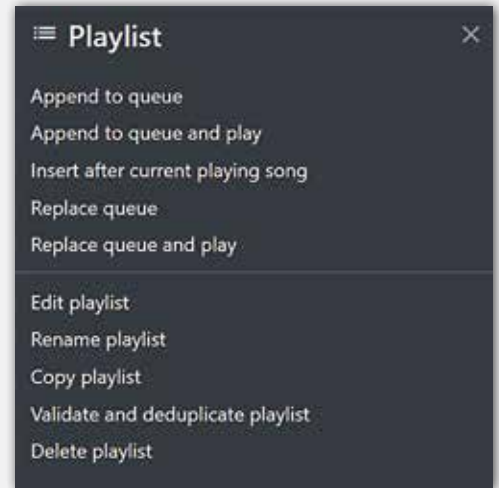 Playlist
Append to queue
Append to queue and play
Insert after current playing song
Replace queue
Replace queue and play
Edit playlist
Rename playlist
Copy playlist
Validate and deduplicate playlist
Delete playlist